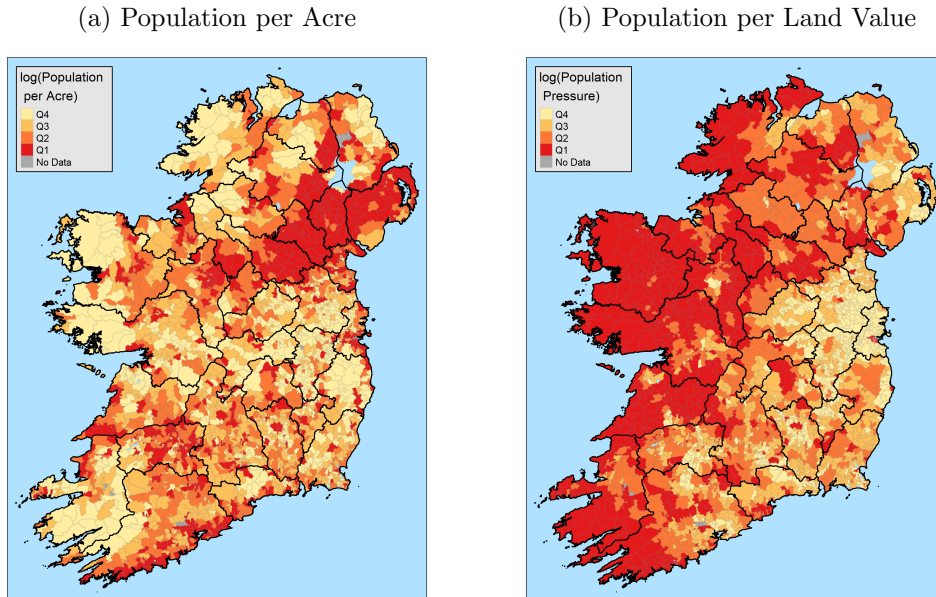 (a) Population per Acre
(b) Population per Land Value
log(Population
per Acre)
Q4
Q3
Q2
Q1
No Data
log(Population
Pressure)
Q4
Q3
Q2
Q1
No Data